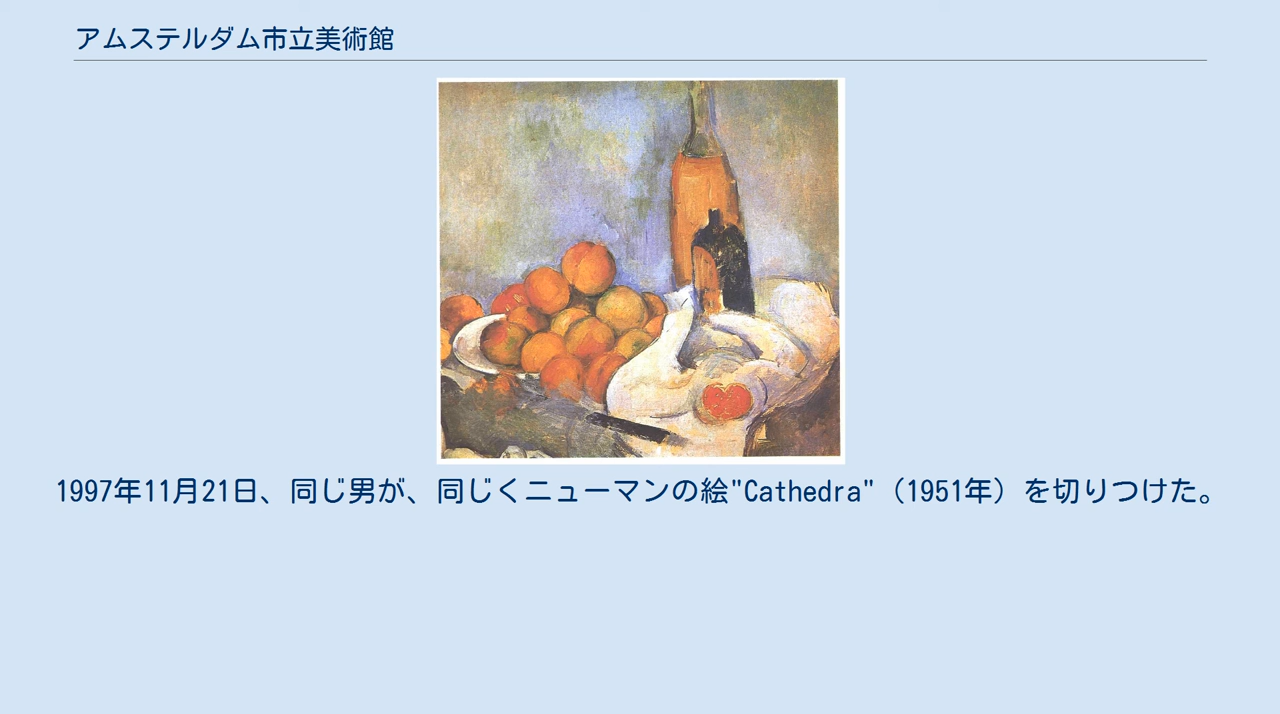 アムステルダム市立美術館
1997年11月21日、同じ男が、同じくニューマンの絵"Cathedra"（1951年）を切りつけた。